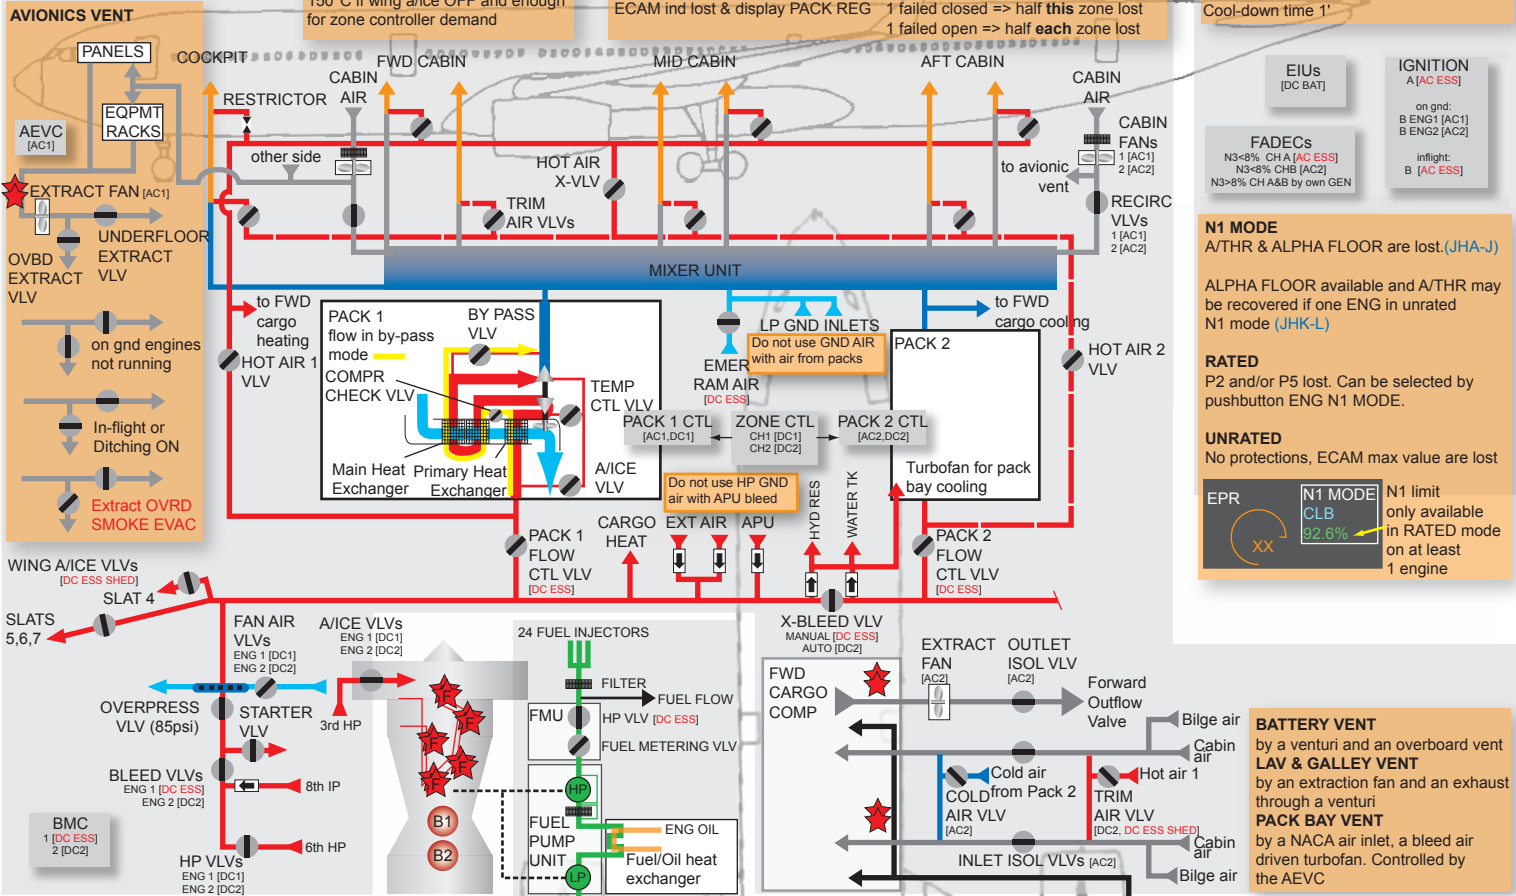 AVIONICS VENT
150°C if wing a/ice OFF and enough
for zone controller demand
ECAM ind lost & display PACK REG
1 failed closed => half this zone lost
1 failed open => half each zone lost
Cool-down time 1'
PANELS
EQPMT
RACKS
AEVC
[AC1]
EXTRACT FAN [AC1]
OVBD
EXTRACT
VLV
UNDERFLOOR
EXTRACT
VLV
on gnd engines
not running
In-flight or
Ditching ON
Extract OVRD
SMOKE EVAC
COCKPIT
RESTRICTOR
other side
CABIN
AIR
FWD CABIN
MID CABIN
AFT CABIN
CABIN
AIR
CABIN
FANs
1 [AC1]
2 [AC2]
to avionic
vent
RECIRC
VLVs
1 [AC1]
2 [AC2]
HOT AIR
X-VLV
TRIM
AIR VLVs
MIXER UNIT
to FWD
cargo
heating
HOT AIR 1
VLV
PACK 1
flow in by-pass
mode
BY PASS
VLV
COMPR
CHECK VLV
TEMP
CTL VLV
Main Heat
Exchanger
Primary Heat
Exchanger
A/ICE
VLV
LP GND INLETS
Do not use GND AIR
with air from packs
EMER
RAM AIR
[DC ESS]
to FWD
cargo cooling
PACK 2
HOT AIR 2
VLV
PACK 1 CTL
[AC1,DC1]
ZONE CTL
CH1 [DC1]
CH2 [DC2]
PACK 2 CTL
[AC2,DC2]
Turbofan for pack
bay cooling
Do not use HP GND
air with APU bleed
HYD RES
WATER TK
PACK 1
FLOW
CTL VLV
[DC ESS]
CARGO
HEAT
EXT AIR
APU
PACK 2
FLOW
CTL VLV
[DC ESS]
EIUs
[DC BAT]
IGNITION
A [AC ESS]
on gnd:
B ENG1 [AC1]
B ENG2 [AC2]
inflight:
B [AC ESS]
FADECs
N3<8% CH A [AC ESS]
N3<8% CHB [AC2]
N3>8% CH A&B by own GEN
N1 MODE
A/THR & ALPHA FLOOR are lost.(JHA-J)
ALPHA FLOOR available and A/THR may
be recovered if one ENG in unrated
N1 mode (JHK-L)
RATED
P2 and/or P5 lost. Can be selected by
pushbutton ENG N1 MODE.
UNRATED
No protections, ECAM max value are lost
EPR
XX
N1 MODE
CLB
92.6%
N1 limit
only available
in RATED mode
on at least
1 engine
WING A/ICE VLVs
[DC ESS SHED]
SLAT 4
SLATS
5,6,7
FAN AIR
VLVs
ENG 1 [DC1]
ENG 2 [DC2]
OVERPRESS
VLV (85psi)
STARTER
VLV
BLEED VLVs
ENG 1 [DC ESS]
ENG 2 [DC2]
8th IP
BMC
1 [DC ESS]
2 [DC2]
6th HP
HP VLVs
ENG 1 [DC1]
ENG 2 [DC2]
A/ICE VLVs
ENG 1 [DC1]
ENG 2 [DC2]
3rd HP
F
F
F
F
F
B1
B2
24 FUEL INJECTORS
FILTER
FUEL FLOW
FMU
HP VLV [DC ESS]
FUEL METERING VLV
HP
FUEL
PUMP
UNIT
LP
ENG OIL
Fuel/Oil heat
exchanger
X-BLEED VLV
MANUAL [DC ESS]
AUTO [DC2]
FWD
CARGO
COMP
EXTRACT
FAN
[AC2]
OUTLET
ISOL VLV
[AC2]
Forward
Outflow
Valve
Bilge air
Cabin
air
Cold air
from Pack 2
COLD
AIR VLV
[AC2]
Hot air 1
TRIM
AIR VLV
[DC2, DC ESS SHED]
INLET ISOL VLVs [AC2]
Cabin
air
Bilge air
BATTERY VENT
by a venturi and an overboard vent
LAV & GALLEY VENT
by an extraction fan and an exhaust
through a venturi
PACK BAY VENT
by a NACA air inlet, a bleed air
driven turbofan. Controlled by
the AEVC